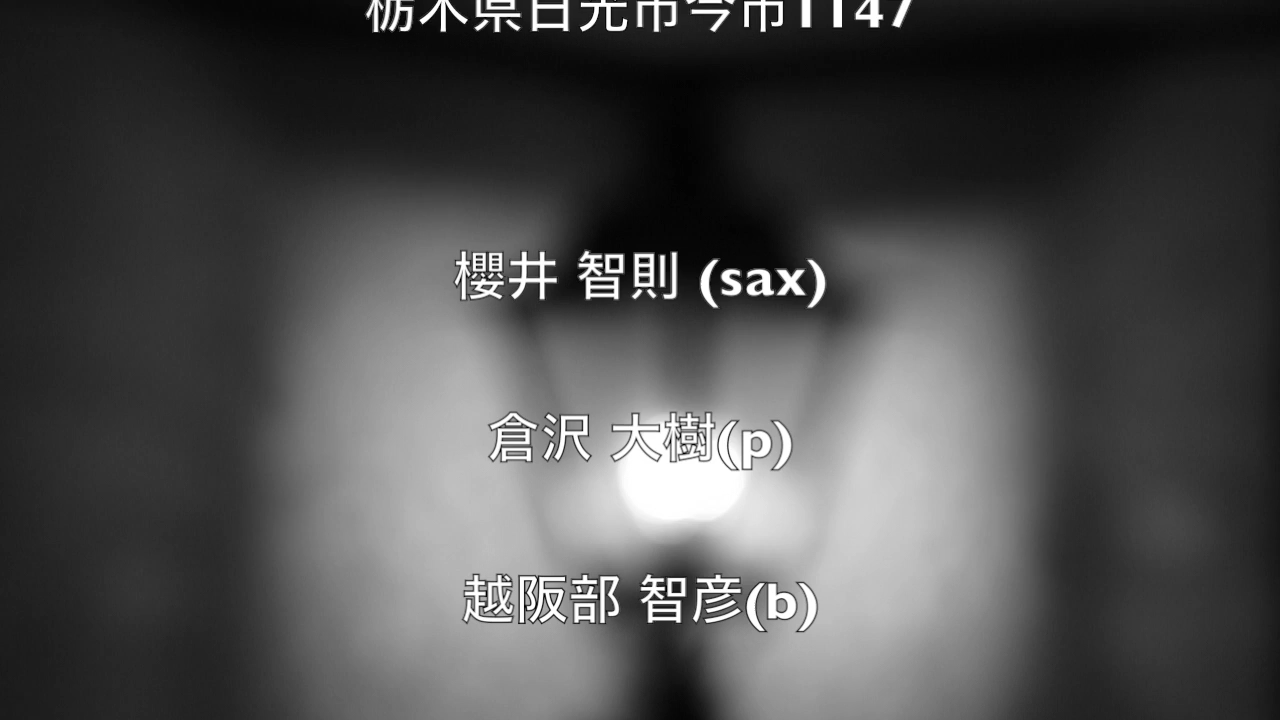 栃木県日光市今市1147
櫻井 智則 (sax)
倉沢 大樹(p)
越阪部 智彦(b)